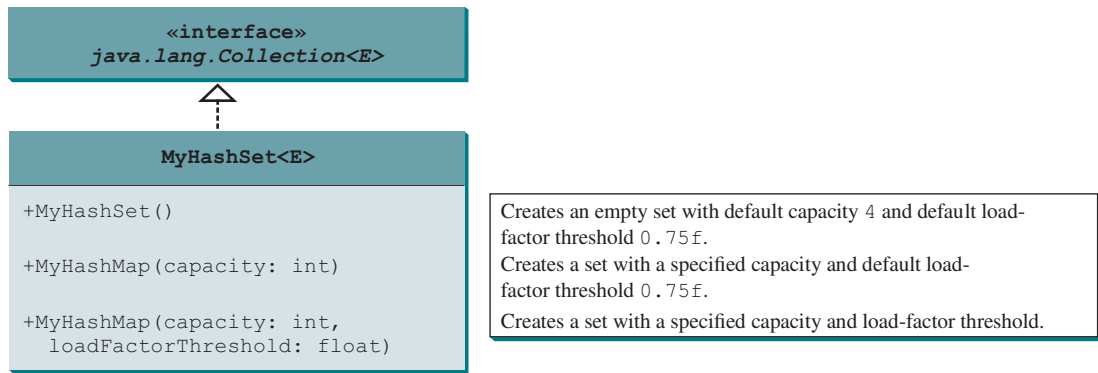 «interface»
java.lang.Collection<E>
MyHashSet<E>
+MyHashSet()
+MyHashMap(capacity: int)
+MyHashMap(capacity: int,
loadFactorThreshold: float)
Creates an empty set with default capacity 4 and default load-
factor threshold 0.75f.
Creates a set with a specified capacity and default load-
factor threshold 0.75f.
Creates a set with a specified capacity and load-factor threshold.